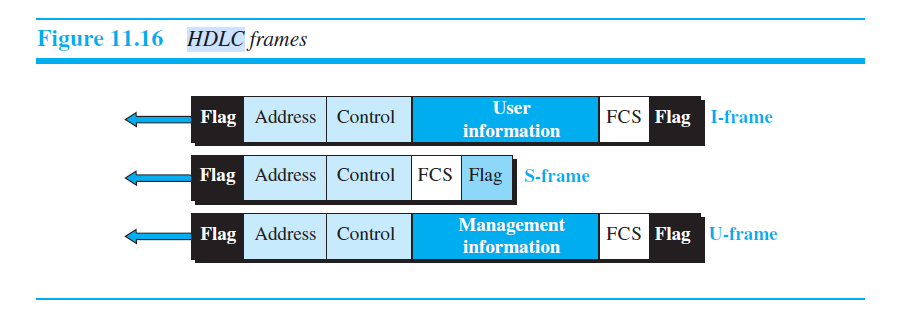 Figure 11.16 HDLC frames
Flag Address Control User information FCS Flag I-frame
Flag Address Control FCS Flag S-frame
Flag Address Control Management information FCS Flag U-frame